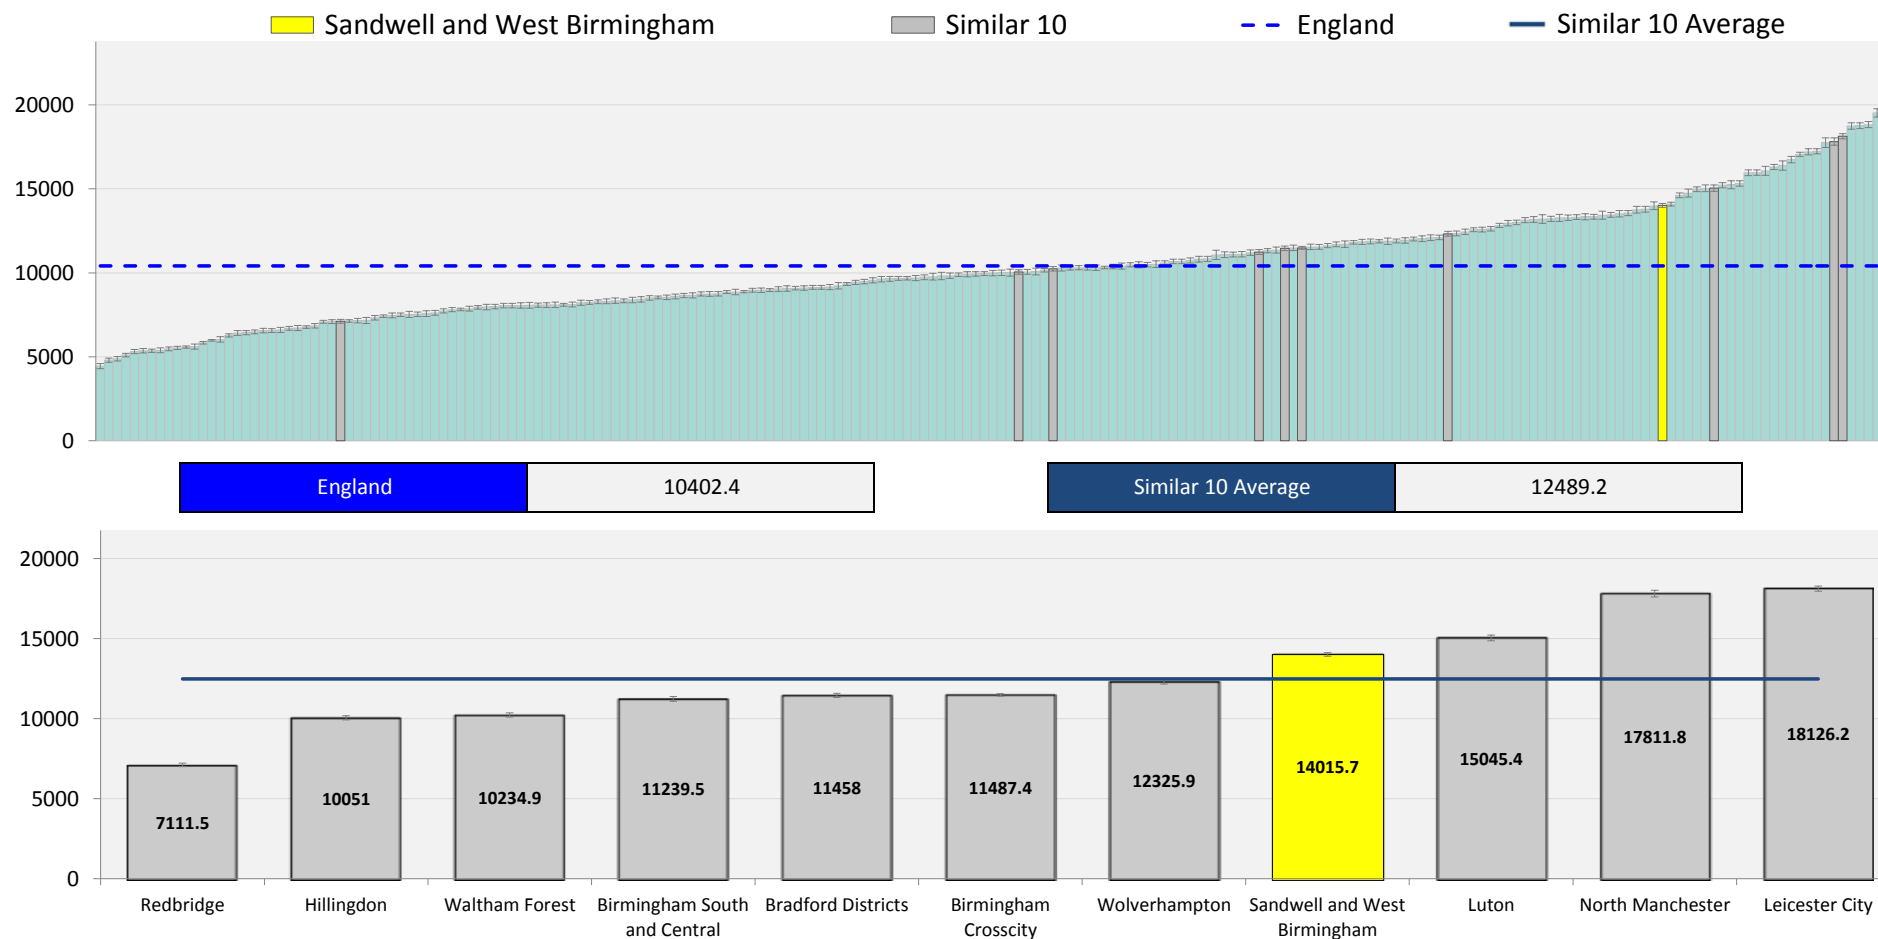 Sandwell and West Birmingham Similar 10 England Similar 10 Average
20000
15000
10000
5000
0
England 10402.4 Similar 10 Average 12489.2
20000
15000
10000
5000
0
7111.5 10051 10234.9 11239.5 11458 11487.4 12325.9 14015.7 15045.4 17811.8 18126.2
Redbridge Hillingdon Waltham Forest Birmingham South and Central Bradford Districts Birmingham Crosscity Wolverhampton Sandwell and West Birmingham Luton North Manchester Leicester City